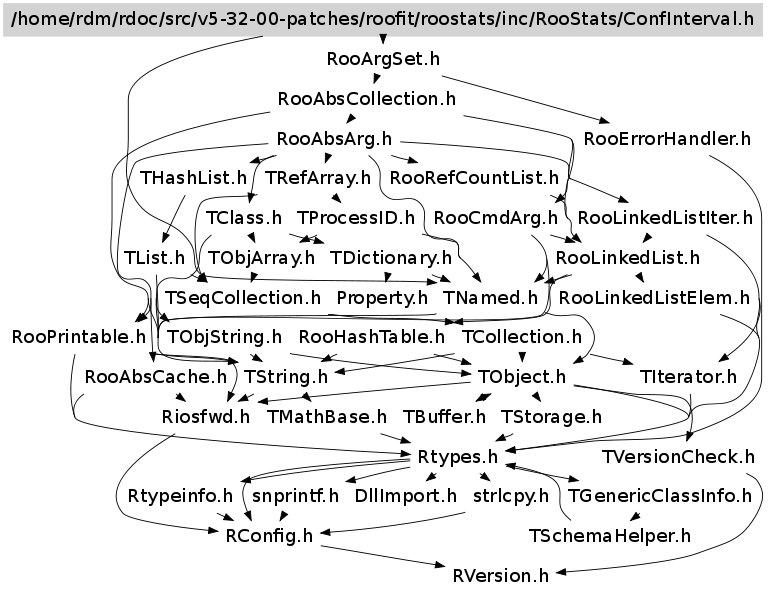 /home/rdm/rdoc/src/v5-32-00-patches/roofit/roostats/inc/RooStats/ConfInterval.h
RooArgSet.h
RooAbsCollection.h
RooAbsArg.h RooErrorHandler.h
THashList.h TRefArray.h RooRefCountList.h
TClass.h TProcessID.h RooCmdArg.h RooLinkedListIter.h
TList.h TObjArray.h TDictionary.h RooLinkedList.h
TSeqCollection.h Property.h TNamed.h RooLinkedListElem.h
RooPrintable.h TObjString.h RooHashTable.h TCollection.h
RooAbsCache.h TString.h TObject.h TIterator.h
Riosfwd.h TMathBase.h TBuffer.h TStorage.h
Rtypes.h TVersionCheck.h
Rtypeinfo.h snprintf.h DllImport.h strlcpy.h TGenericClassInfo.h
RConfig.h TSchemaHelper.h
RVersion.h